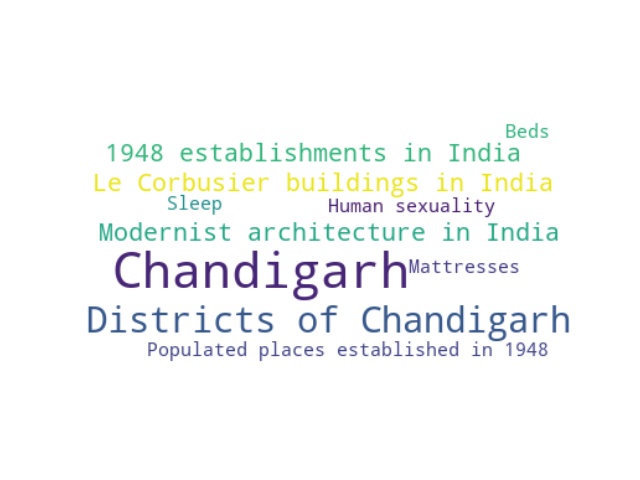 Beds
1948 establishments in India
Le Corbusier buildings in India
Sleep
Human sexuality
Modernist architecture in India
Chandigarh
Mattresses
Districts of Chandigarh
Populated places established in 1948